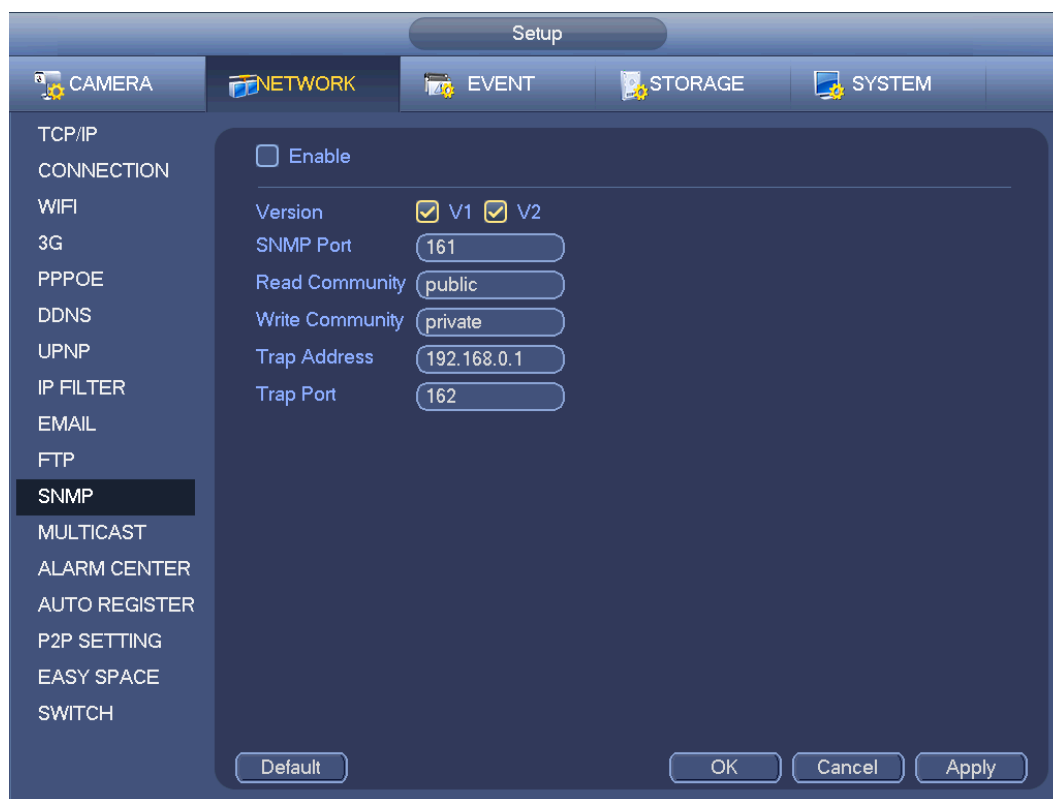 Setup
CAMERA
NETWORK
EVENT
STORAGE
SYSTEM
TCP/IP
CONNECTION
WIFI
3G
PPPOE
DDNS
UPNP
IP FILTER
EMAIL
FTP
SNMP
MULTICAST
ALARM CENTER
AUTO REGISTER
P2P SETTING
EASY SPACE
SWITCH
Enable
Version V1 V2
SNMP Port 161
Read Community public
Write Community private
Trap Address 192.168.0.1
Trap Port 162
Default OK Cancel Apply